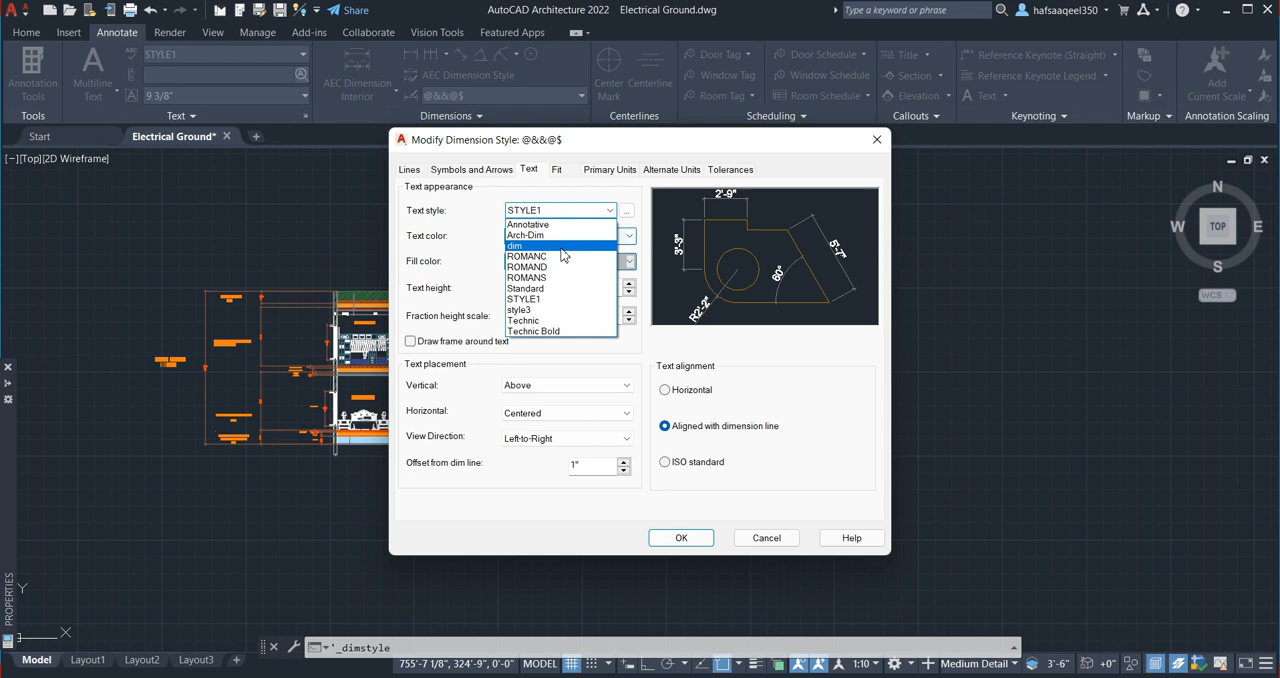 Share
AutoCAD Architecture 2022 Electrical Ground.dwg
Type a keyword or phrase
hafsaaqeel350
Home Insert Annotate Render View Manage Add-ins Collaborate Vision Tools Featured Apps
STYLE1
9 3/8"
Annotation Tools
Multiline Text
AEC Dimension Interior
AEC Dimension Style
@&&@$
Center Mark
Centerline
Door Tag
Window Tag
Room Tag
Door Schedule
Window Schedule
Room Schedule
Title
Section
Elevation
Reference Keynote (Straight)
Reference Keynote Legend
Text
Add Current Scale
Tools Text Dimensions Centerlines Scheduling Callouts Keynoting Markup Annotation Scaling
Start Electrical Ground*
[−][Top][2D Wireframe]
Modify Dimension Style: @&&@$
Lines Symbols and Arrows Text Fit Primary Units Alternate Units Tolerances
Text appearance
Text style: STYLE1
Text color:
Fill color:
Text height:
Fraction height scale:
Annotative
Arch-Dim
dim
ROMANC
ROMAND
ROMANS
Standard
STYLE1
style3
Technic
Technic Bold
Draw frame around text
2'-9"
3'-3"
5'-7"
60°
R2'-2"
Text placement
Vertical: Above
Horizontal: Centered
View Direction: Left-to-Right
Offset from dim line: 1"
Text alignment
Horizontal
Aligned with dimension line
ISO standard
OK Cancel Help
N
W TOP E
S
WCS
PROPERTIES
Y
X
'_dimstyle
Model Layout1 Layout2 Layout3
755'-7 1/8", 324'-9", 0'-0" MODEL 1:10 Medium Detail 3'-6" +0"